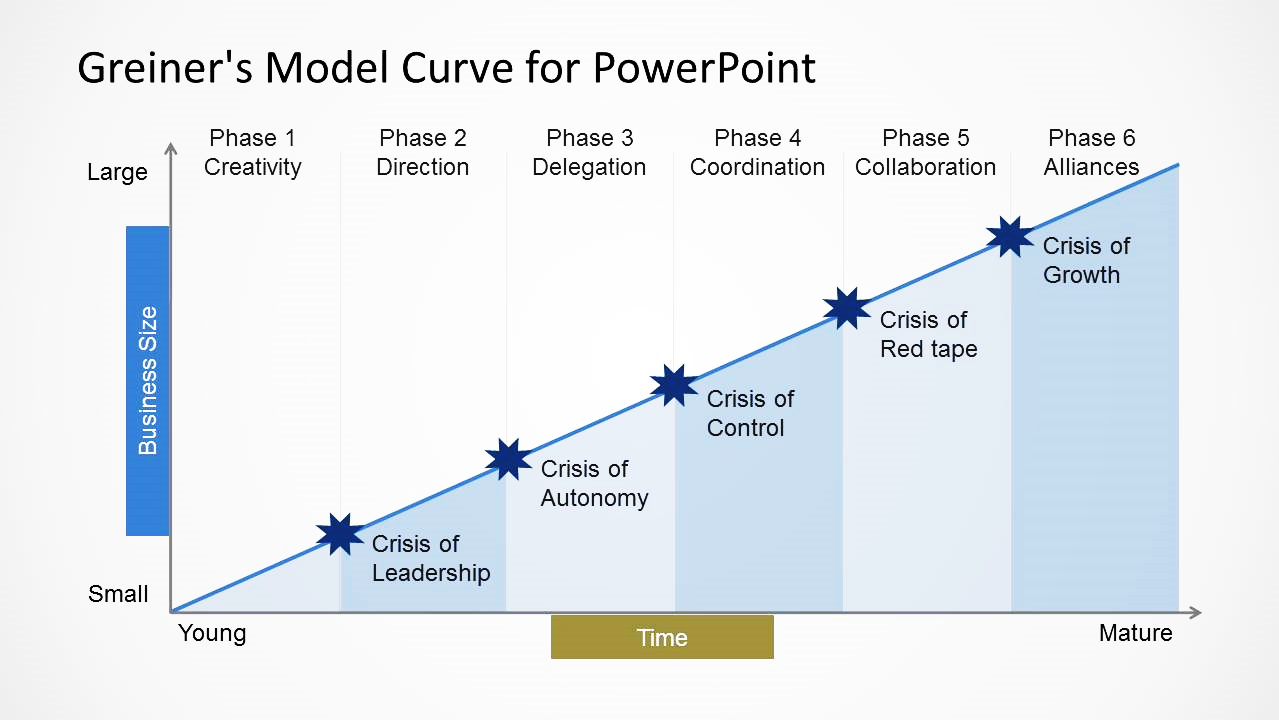 Greiner's Model Curve for PowerPoint
Phase 1
Creativity
Phase 2
Direction
Phase 3
Delegation
Phase 4
Coordination
Phase 5
Collaboration
Phase 6
Alliances
Large
Business Size
Small
Crisis of
Leadership
Crisis of
Autonomy
Crisis of
Control
Crisis of
Red tape
Crisis of
Growth
Young
Time
Mature